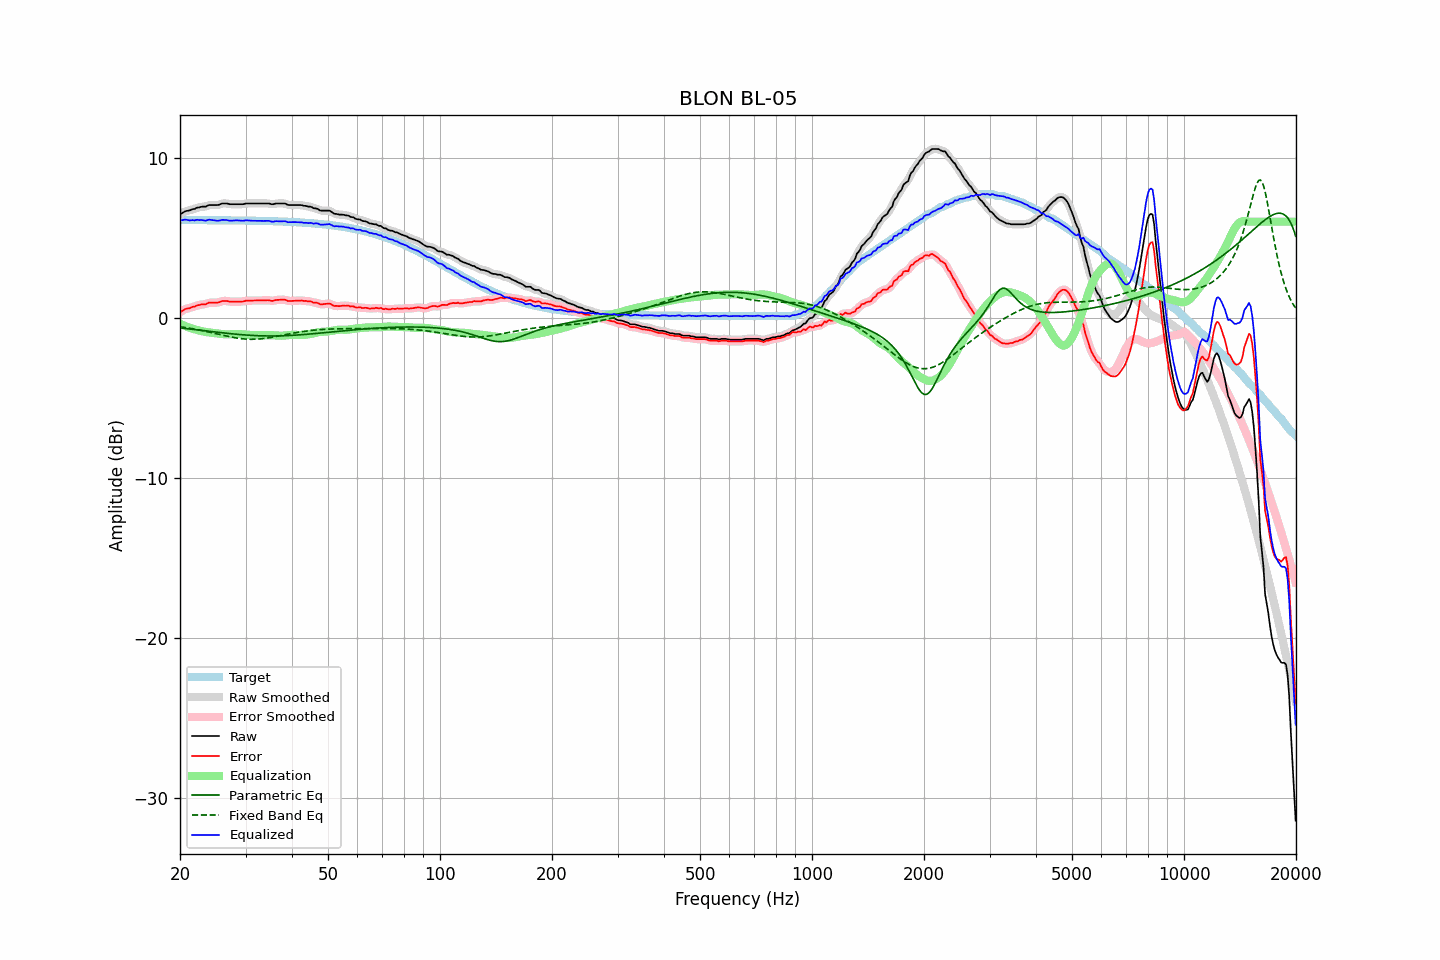 BLON BL-05
10
0
−10
−20
−30
Amplitude (dBr)
Target
Raw Smoothed
Error Smoothed
Raw
Error
Equalization
Parametric Eq
Fixed Band Eq
Equalized
20 50 100 200 500 1000 2000 5000 10000 20000
Frequency (Hz)